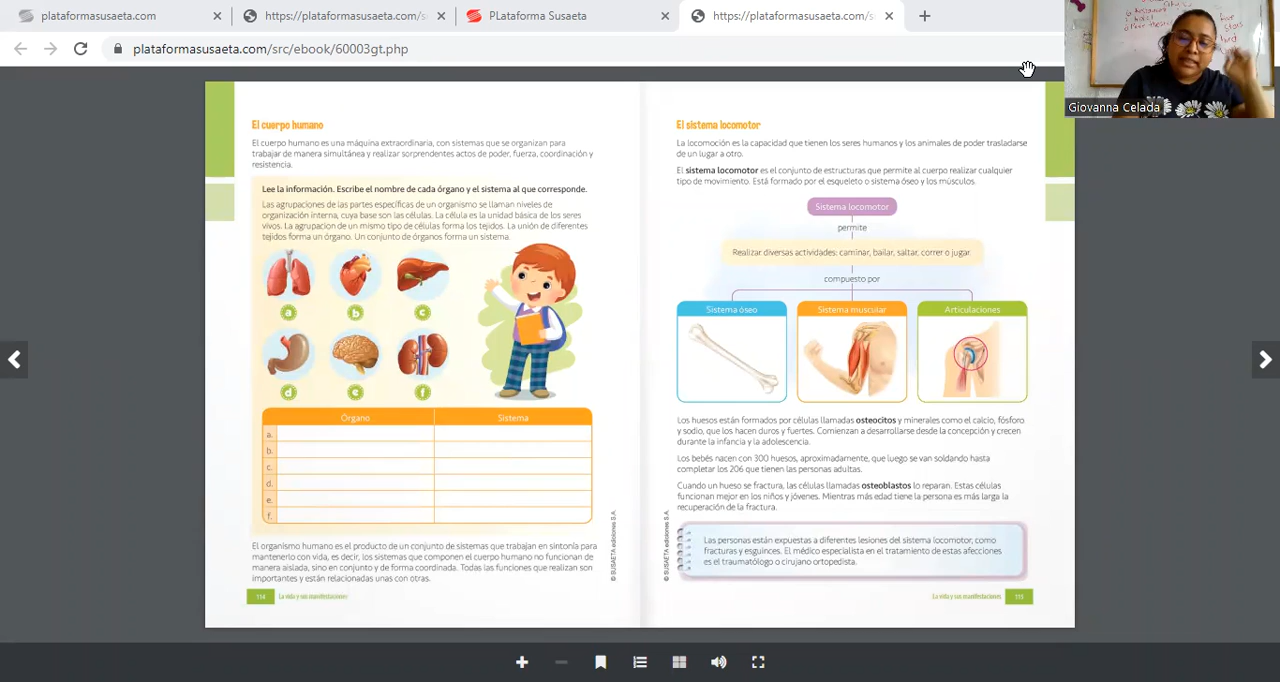 plataformasusaeta.com
https://plataformasusaeta.com/s
PLataforma Susaeta
https://plataformasusaeta.com/s
plataformasusaeta.com/src/ebook/60003gt.php
Giovanna Celada
El cuerpo humano
El cuerpo humano es una máquina extraordinaria, con sistemas que se organizan para
trabajar de manera simultánea y realizar sorprendentes actos de poder, fuerza, coordinación y
resistencia.
Lee la información. Escribe el nombre de cada órgano y el sistema al que corresponde.
Las agrupaciones de las partes específicas de un organismo se llaman niveles de
organización interna, cuya base son las células. La célula es la unidad básica de los seres
vivos. La agrupacion de un mismo tipo de células forma los tejidos. La unión de diferentes
tejidos forma un órgano. Un conjunto de órganos forma un sistema.
a b c
d e f
Órgano Sistema
a.
b.
c.
d.
e.
f.
El organismo humano es el producto de un conjunto de sistemas que trabajan en sintonía para
mantenerlo con vida, es decir, los sistemas que componen el cuerpo humano no funcionan de
manera aislada, sino en conjunto y de forma coordinada. Todas las funciones que realizan son
importantes y están relacionadas unas con otras.
114 La vida y sus manifestaciones
© SUSAETA ediciones S.A.
El sistema locomotor
La locomoción es la capacidad que tienen los seres humanos y los animales de poder trasladarse
de un lugar a otro.
El sistema locomotor es el conjunto de estructuras que permite al cuerpo realizar cualquier
tipo de movimiento. Está formado por el esqueleto o sistema óseo y los músculos.
Sistema locomotor
permite
Realizar diversas actividades: caminar, bailar, saltar, correr o jugar.
compuesto por
Sistema óseo
Sistema muscular
Articulaciones
Los huesos están formados por células llamadas osteocitos y minerales como el calcio, fósforo
y sodio, que los hacen duros y fuertes. Comienzan a desarrollarse desde la concepción y crecen
durante la infancia y la adolescencia.
Los bebés nacen con 300 huesos, aproximadamente, que luego se van soldando hasta
completar los 206 que tienen las personas adultas.
Cuando un hueso se fractura, las células llamadas osteoblastos lo reparan. Estas células
funcionan mejor en los niños y jóvenes. Mientras más edad tiene la persona es más larga la
recuperación de la fractura.
Las personas están expuestas a diferentes lesiones del sistema locomotor, como
fracturas y esguinces. El médico especialista en el tratamiento de estas afecciones
es el traumatólogo o cirujano ortopedista.
© SUSAETA ediciones S.A.
La vida y sus manifestaciones 115